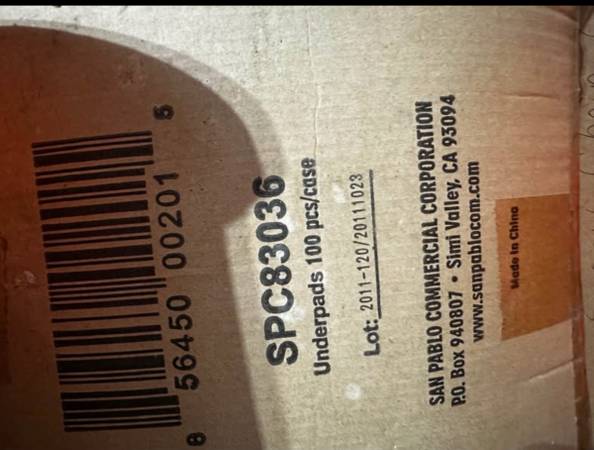 8 56450 00201 5
SPC83036
Underpads 100 pcs/case
Lot: 2011-120/20111023
SAN PABLO COMMERCIAL CORPORATION
P.O. Box 940807 • Simi Valley, CA 93094
www.sanpablocom.com
Made in China